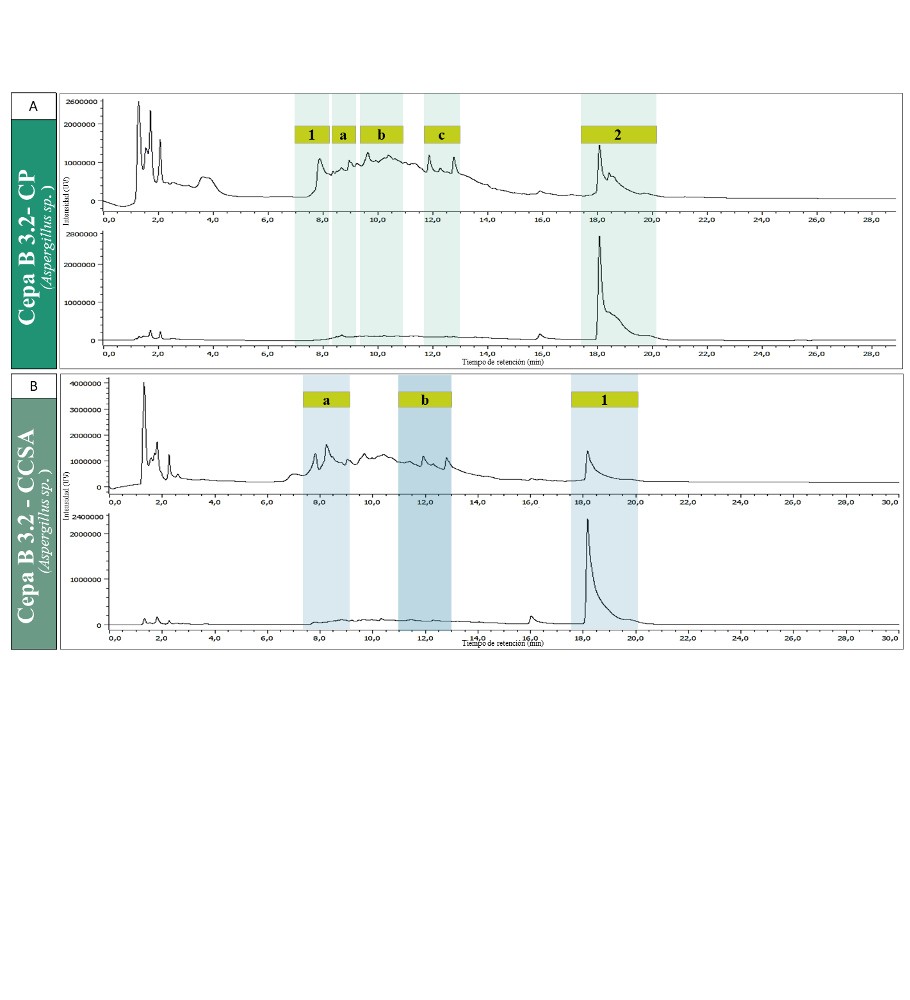 A
Cepa B 3.2- CP
(Aspergillus sp. )
Intensidad (UV)
2600000
2000000
1000000
0
1 a b c 2
0,0 2,0 4,0 6,0 8,0 10,0 12,0 14,0 16,0 18,0 20,0 22,0 24,0 26,0 28,0
2800000
2000000
1000000
0
0,0 2,0 4,0 6,0 8,0 10,0 12,0 14,0 16,0 18,0 20,0 22,0 24,0 26,0 28,0
Tiempo de retención (min)
B
Cepa B 3.2 - CCSA
(Aspergillus sp. )
Intensidad (UV)
4000000
3000000
2000000
1000000
0
a b 1
0,0 2,0 4,0 6,0 8,0 10,0 12,0 14,0 16,0 18,0 20,0 22,0 24,0 26,0 28,0 30,0
2400000
2000000
1000000
0
0,0 2,0 4,0 6,0 8,0 10,0 12,0 14,0 16,0 18,0 20,0 22,0 24,0 26,0 28,0 30,0
Tiempo de retención (min)